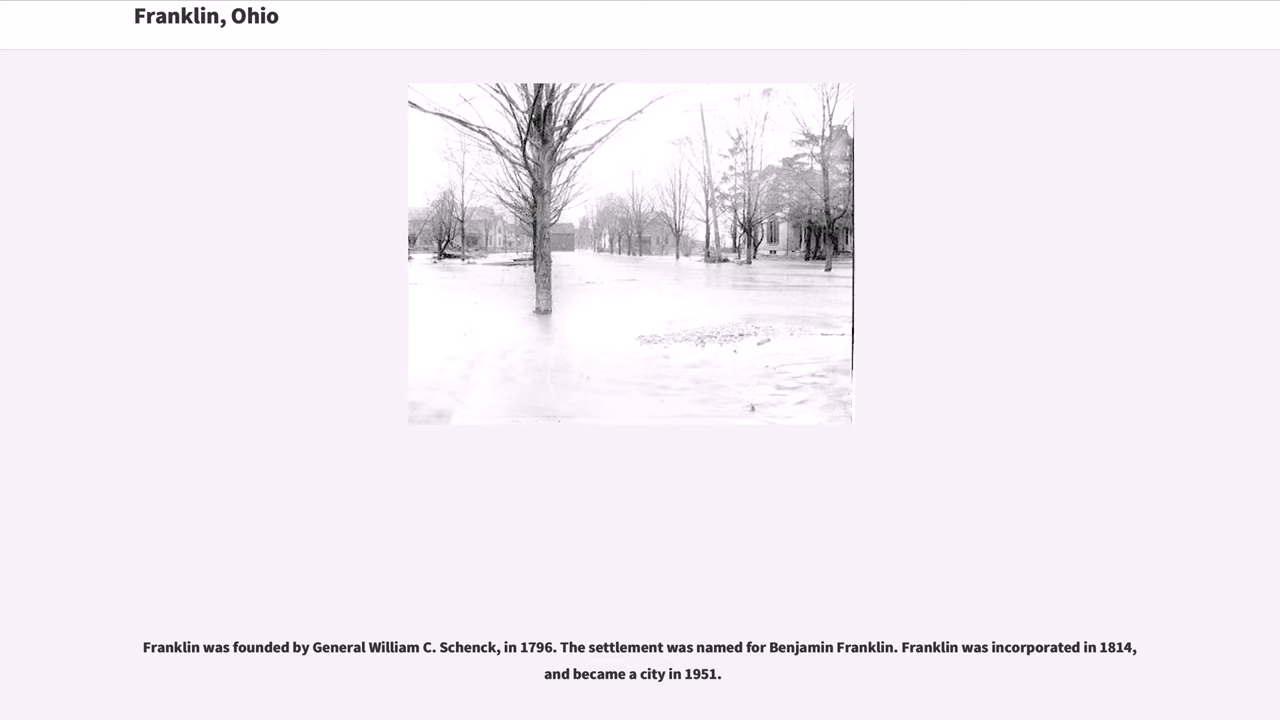 Franklin, Ohio
Franklin was founded by General William C. Schenck, in 1796. The settlement was named for Benjamin Franklin. Franklin was incorporated in 1814,
and became a city in 1951.